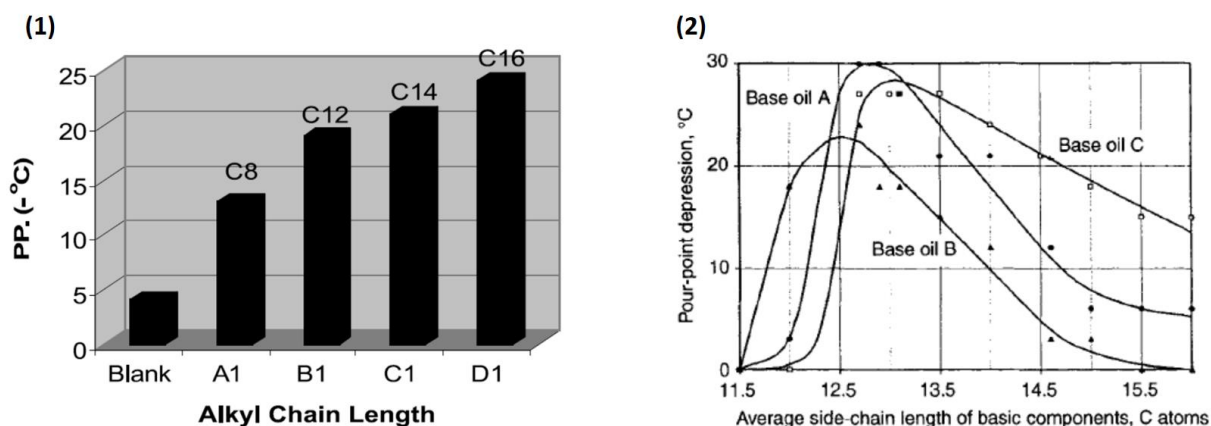 (1)
25
20
15
10
5
0
PP. (- °C)
C8
C12
C14
C16
Blank
A1
B1
C1
D1
Alkyl Chain Length
(2)
30
20
10
0
Pour-point depression, °C
Base oil A
Base oil C
Base oil B
11.5
12.5
13.5
14.5
15.5
Average side-chain length of basic components, C atoms